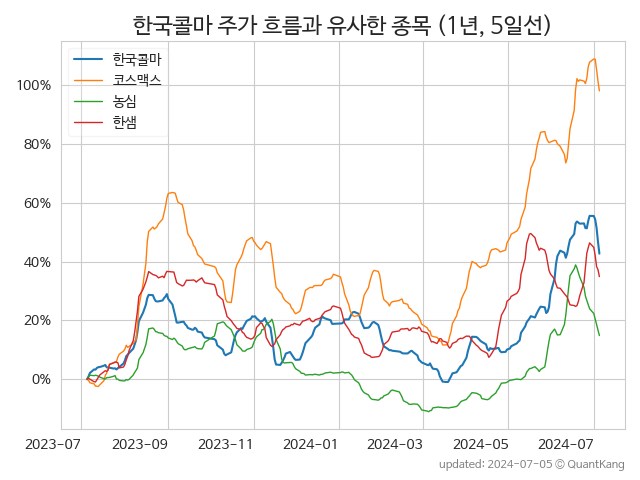 한국콜마 주가 흐름과 유사한 종목 (1년, 5일선)
한국콜마
코스맥스
농심
한샘
100%
80%
60%
40%
20%
0%
2023-07 2023-09 2023-11 2024-01 2024-03 2024-05 2024-07
updated: 2024-07-05 © QuantKang